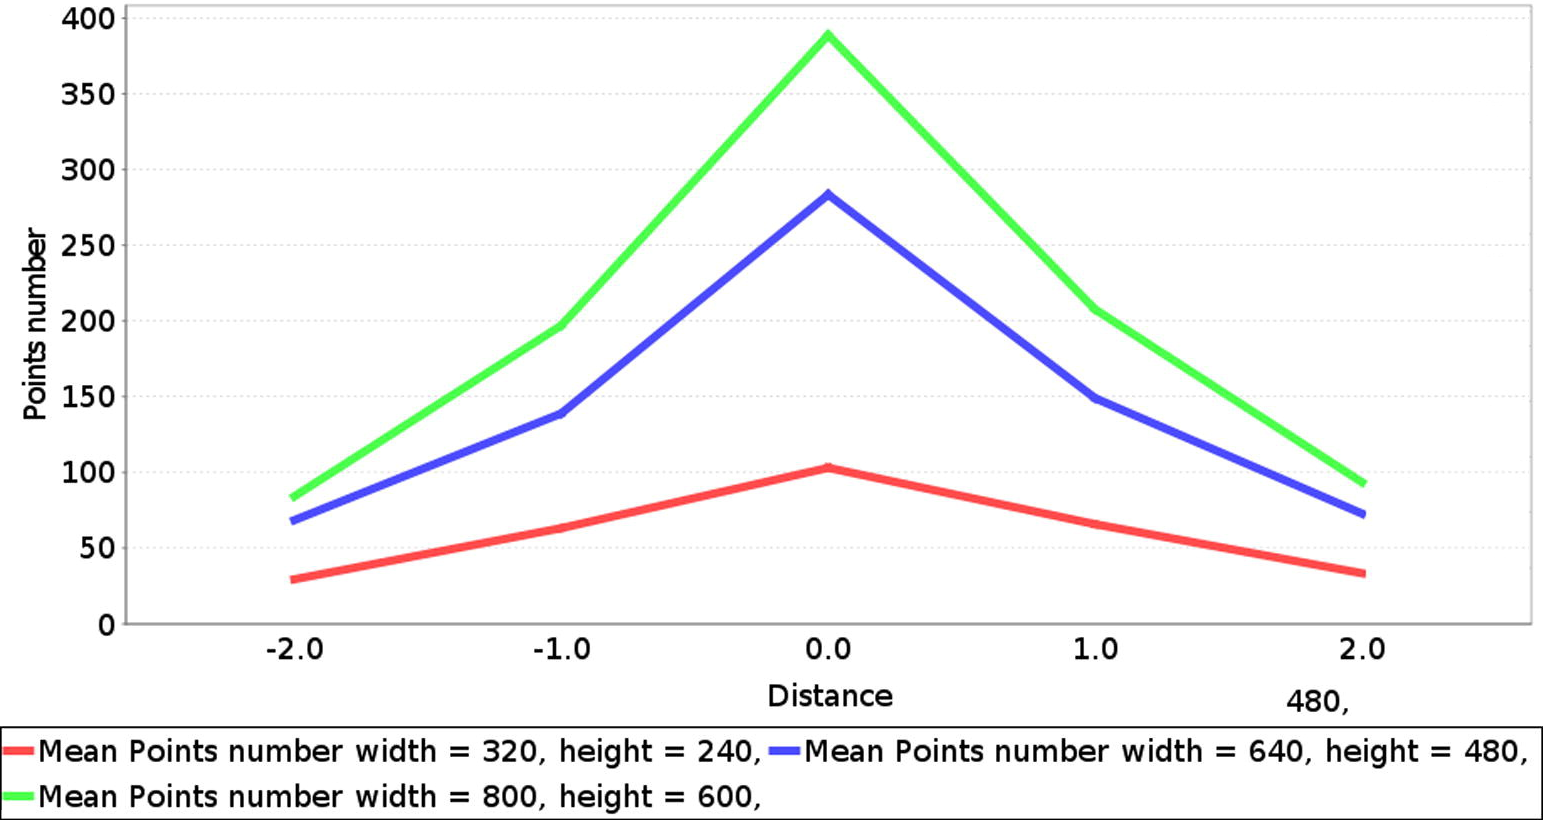 400
350
300
250
200
150
100
50
0
Points number
-2.0 -1.0 0.0 1.0 2.0
Distance
480,
Mean Points number width = 320, height = 240, Mean Points number width = 640, height = 480,
Mean Points number width = 800, height = 600,